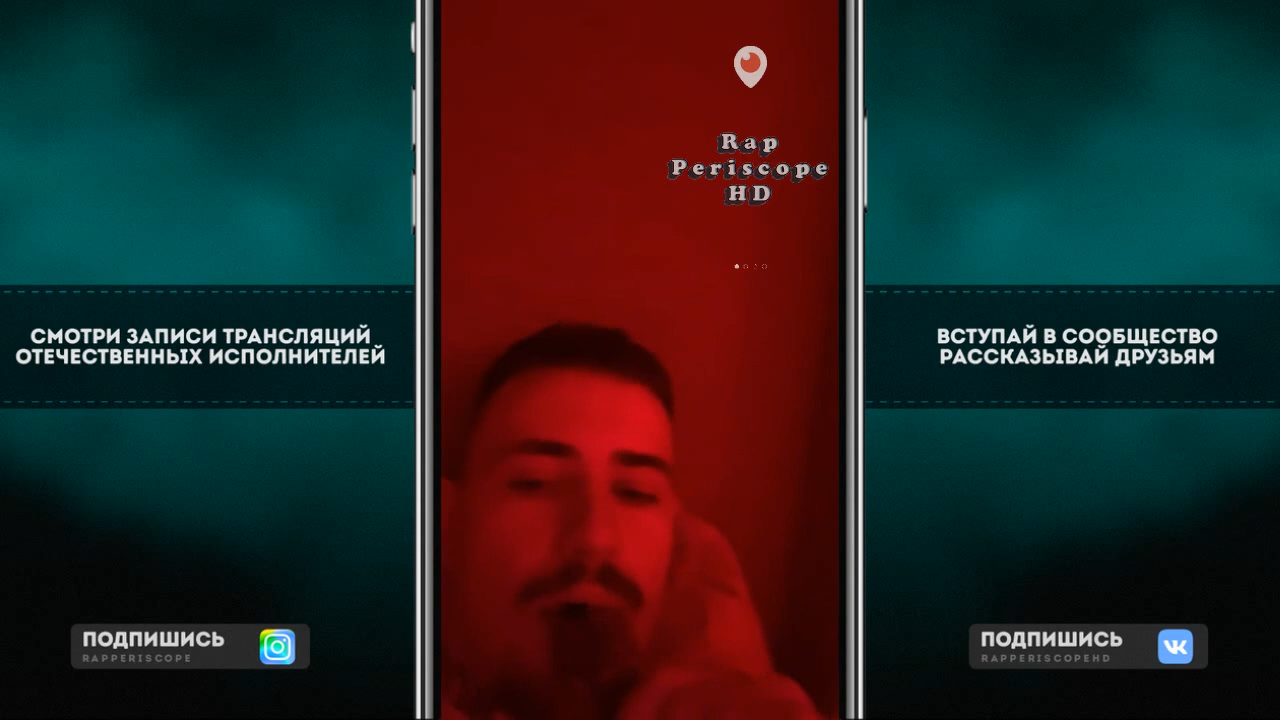 Rap
Periscope
HD
СМОТРИ ЗАПИСИ ТРАНСЛЯЦИЙ
ОТЕЧЕСТВЕННЫХ ИСПОЛНИТЕЛЕЙ
ВСТУПАЙ В СООБЩЕСТВО
РАССКАЗЫВАЙ ДРУЗЬЯМ
ПОДПИШИСЬ
RAPPERISCOPE
ПОДПИШИСЬ
RAPPERISCOPEHD